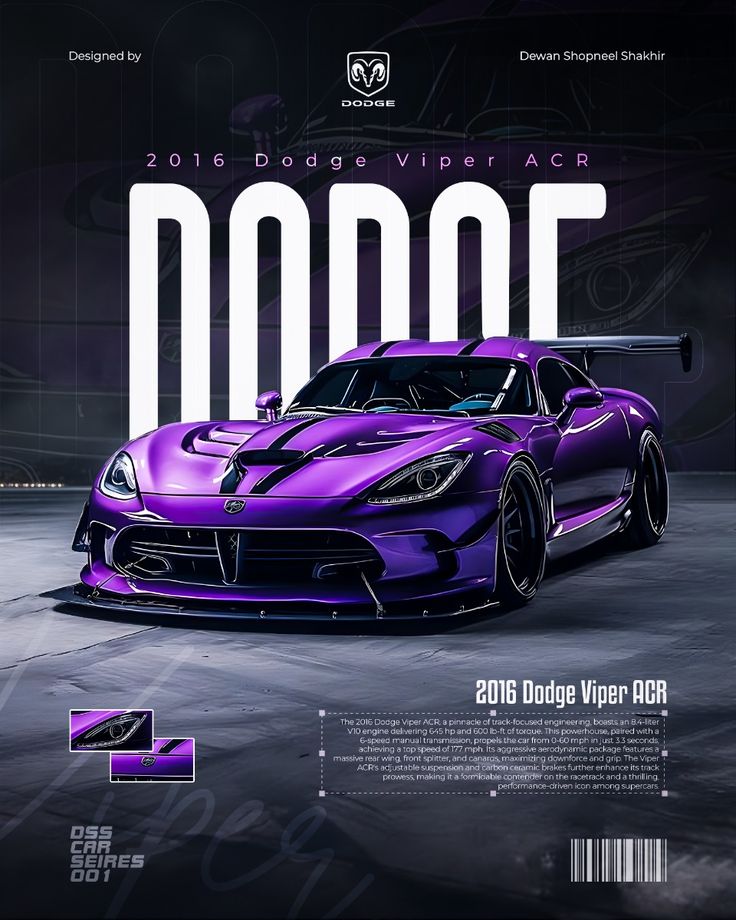 Designed by
Dewan Shopneel Shakhir
DODGE
2016 Dodge Viper ACR
DODGE
2016 Dodge Viper ACR
The 2016 Dodge Viper ACR, a pinnacle of track-focused engineering, boasts an 8.4-liter
V10 engine delivering 645 hp and 600 lb-ft of torque. This powerhouse, paired with a
6-speed manual transmission, propels the car from 0-60 mph in just 3.3 seconds,
achieving a top speed of 177 mph. Its aggressive aerodynamic package features a
massive rear wing, front splitter, and canards, maximizing downforce and grip. The Viper
ACR's adjustable suspension and carbon ceramic brakes further enhance its track
prowess, making it a formidable contender on the racetrack and a thrilling,
performance-driven icon among supercars.
Viper
DSS
CAR
SEIRES
001